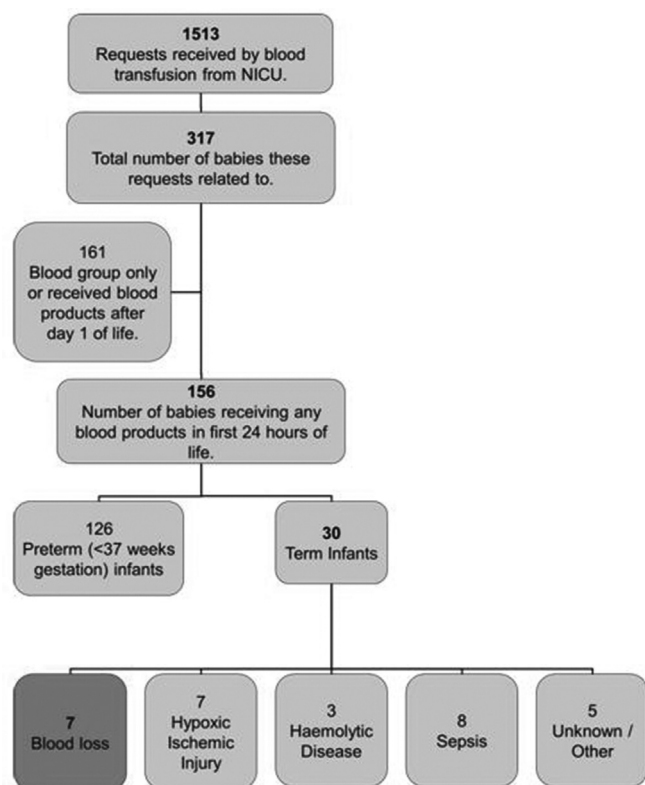 1513
Requests received by blood
transfusion from NICU.
317
Total number of babies these
requests related to.
161
Blood group only
or received blood
products after
day 1 of life.
156
Number of babies receiving any
blood products in first 24 hours of
life.
126
Preterm (<37 weeks
gestation) infants
30
Term Infants
7
Blood loss
7
Hypoxic
Ischemic
Injury
3
Haemolytic
Disease
8
Sepsis
5
Unknown /
Other